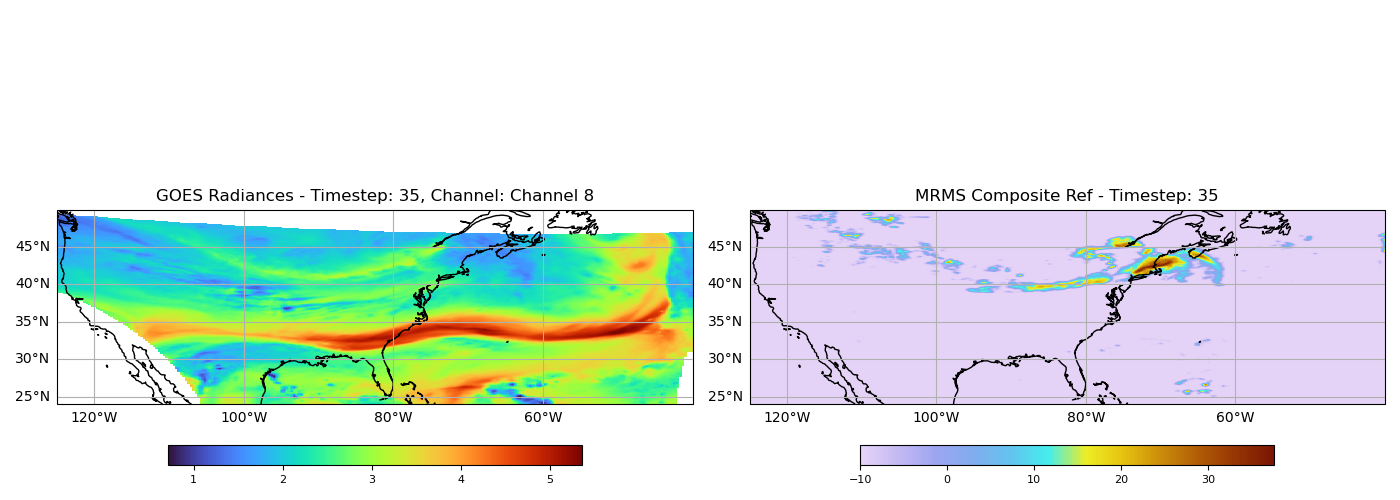 GOES Radiances - Timestep: 35, Channel: Channel 8
MRMS Composite Ref - Timestep: 35
45°N
40°N
35°N
30°N
25°N
120°W 100°W 80°W 60°W
45°N
40°N
35°N
30°N
25°N
120°W 100°W 80°W 60°W
1 2 3 4 5
−10 0 10 20 30